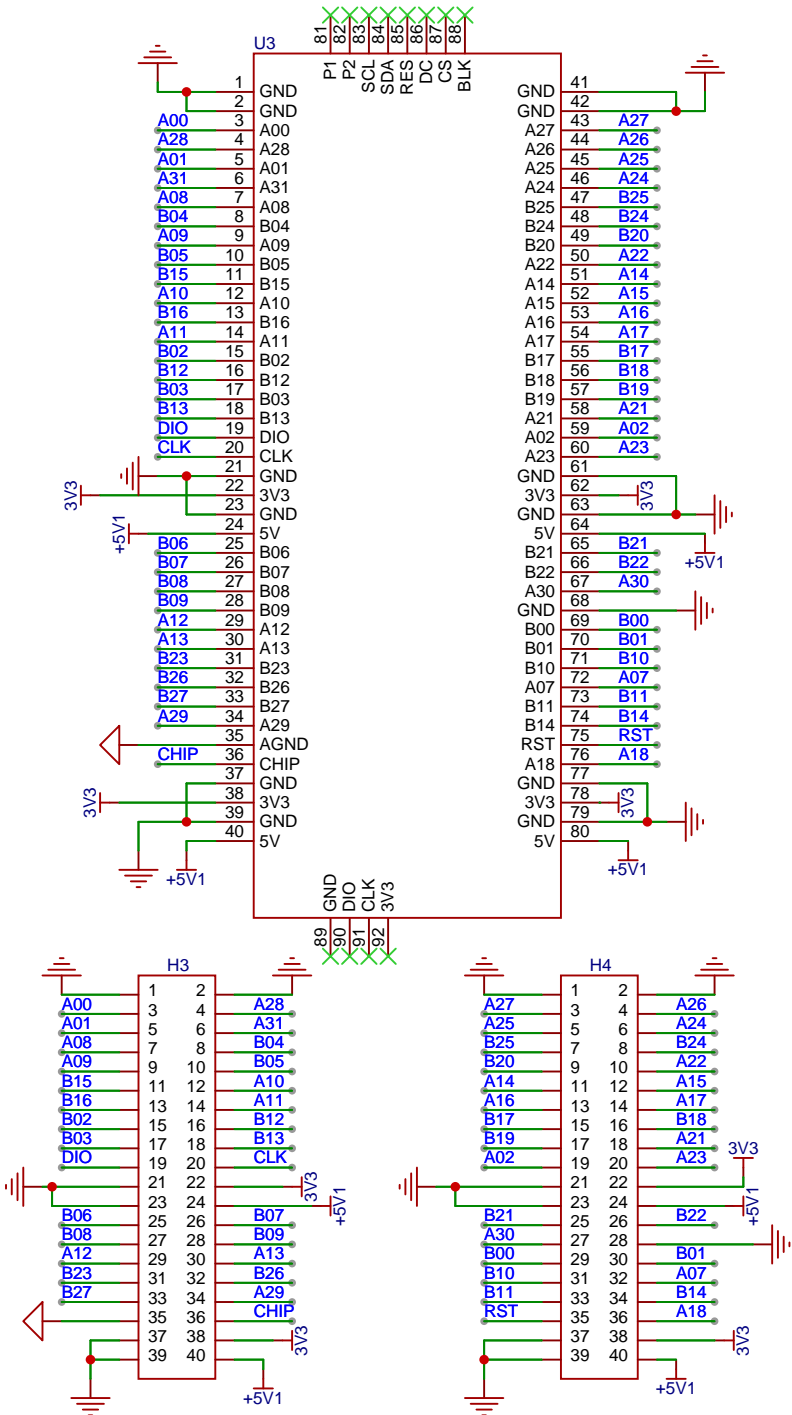 81 82 83 84 85 86 87 88
U3
P1 P2 SCL SDA RES DC CS BLK
1 GND GND 41
2 GND GND 42
A00 3 A00 A27 43 A27
A28 4 A28 A26 44 A26
A01 5 A01 A25 45 A25
A31 6 A31 A24 46 A24
A08 7 A08 B25 47 B25
B04 8 B04 B24 48 B24
A09 9 A09 B20 49 B20
B05 10 B05 A22 50 A22
B15 11 B15 A14 51 A14
A10 12 A10 A15 52 A15
B16 13 B16 A16 53 A16
A11 14 A11 A17 54 A17
B02 15 B02 B17 55 B17
B12 16 B12 B18 56 B18
B03 17 B03 B19 57 B19
B13 18 B13 A21 58 A21
DIO 19 DIO A02 59 A02
CLK 20 CLK A23 60 A23
21 GND GND 61
3V3 22 3V3 3V3 62 3V3
23 GND GND 63
+5V1 24 5V 5V 64 +5V1
B06 25 B06 B21 65 B21
B07 26 B07 B22 66 B22
B08 27 B08 A30 67 A30
B09 28 B09 GND 68
A12 29 A12 B00 69 B00
A13 30 A13 B01 70 B01
B23 31 B23 B10 71 B10
B26 32 B26 A07 72 A07
B27 33 B27 B11 73 B11
A29 34 A29 B14 74 B14
35 AGND RST 75 RST
CHIP 36 CHIP A18 76 A18
37 GND GND 77
3V3 38 3V3 3V3 78 3V3
39 GND GND 79
+5V1 40 5V 5V 80 +5V1
GND DIO CLK 3V3
89 90 91 92
H3
1 2
A00 3 4 A28
A01 5 6 A31
A08 7 8 B04
A09 9 10 B05
B15 11 12 A10
B16 13 14 A11
B02 15 16 B12
B03 17 18 B13
DIO 19 20 CLK
21 22 3V3
23 24 +5V1
B06 25 26 B07
B08 27 28 B09
A12 29 30 A13
B23 31 32 B26
B27 33 34 A29
35 36 CHIP
37 38 3V3
39 40 +5V1
H4
1 2
A27 3 4 A26
A25 5 6 A24
B25 7 8 B24
B20 9 10 A22
A14 11 12 A15
A16 13 14 A17
B17 15 16 B18
B19 17 18 A21
A02 19 20 A23
21 22 3V3
23 24 +5V1
B21 25 26 B22
A30 27 28
B00 29 30 B01
B10 31 32 A07
B11 33 34 B14
RST 35 36 A18
37 38 3V3
39 40 +5V1